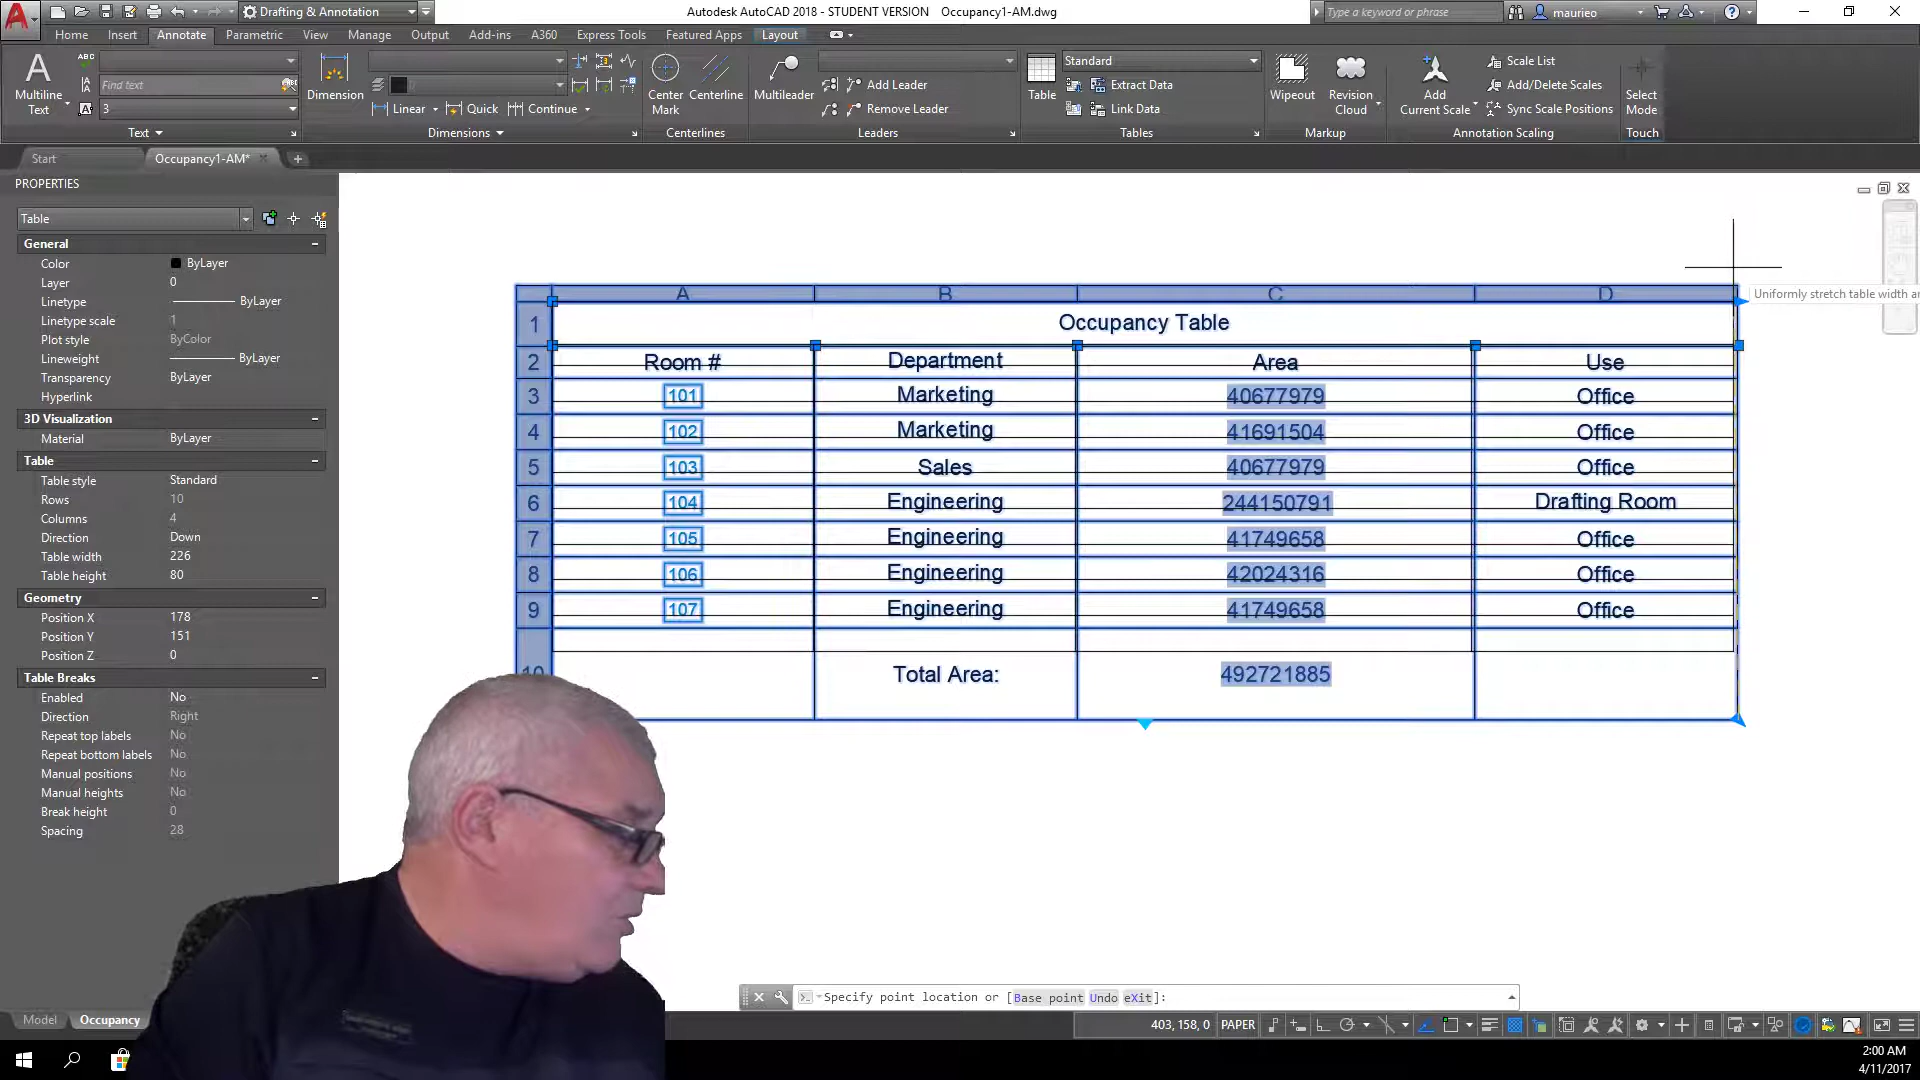 Drafting & Annotation
Autodesk AutoCAD 2018 - STUDENT VERSION Occupancy1-AM.dwg
Type a keyword or phrase
maurieo
Home Insert Annotate Parametric View Manage Output Add-ins A360 Express Tools Featured Apps Layout
Multiline Text
ABC
Find text
3
Text
Dimension
Linear
Quick
Continue
Dimensions
Center Mark
Centerline
Centerlines
Multileader
Add Leader
Remove Leader
Leaders
Table
Standard
Extract Data
Link Data
Tables
Wipeout
Revision Cloud
Markup
Add Current Scale
Scale List
Add/Delete Scales
Sync Scale Positions
Annotation Scaling
Select Mode
Touch
Start
Occupancy1-AM*
PROPERTIES
Table
General
Color ByLayer
Layer 0
Linetype ByLayer
Linetype scale 1
Plot style ByColor
Lineweight ByLayer
Transparency ByLayer
Hyperlink
3D Visualization
Material ByLayer
Table
Table style Standard
Rows 10
Columns 4
Direction Down
Table width 226
Table height 80
Geometry
Position X 178
Position Y 151
Position Z 0
Table Breaks
Enabled No
Direction Right
Repeat top labels No
Repeat bottom labels No
Manual positions No
Manual heights No
Break height 0
Spacing 28
A B C D
Uniformly stretch table width
1 Occupancy Table
2 Room # Department Area Use
3 101 Marketing 40677979 Office
4 102 Marketing 41691504 Office
5 103 Sales 40677979 Office
6 104 Engineering 244150791 Drafting Room
7 105 Engineering 41749658 Office
8 106 Engineering 42024316 Office
9 107 Engineering 41749658 Office
10 Total Area: 492721885
Specify point location or [Base point Undo eXit]:
Model Occupancy
403, 158, 0 PAPER
2:00 AM
4/11/2017